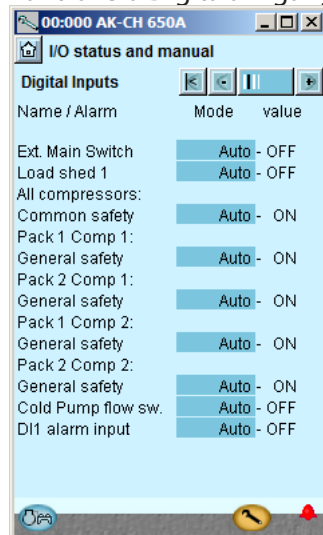 00:000 AK-CH 650A
I/O status and manual
Digital Inputs
Name / Alarm Mode value
Ext. Main Switch Auto - OFF
Load shed 1 Auto - OFF
All compressors:
Common safety Auto - ON
Pack 1 Comp 1:
General safety Auto - ON
Pack 2 Comp 1:
General safety Auto - ON
Pack 1 Comp 2:
General safety Auto - ON
Pack 2 Comp 2:
General safety Auto - ON
Cold Pump flow sw. Auto - OFF
DI1 alarm input Auto - OFF